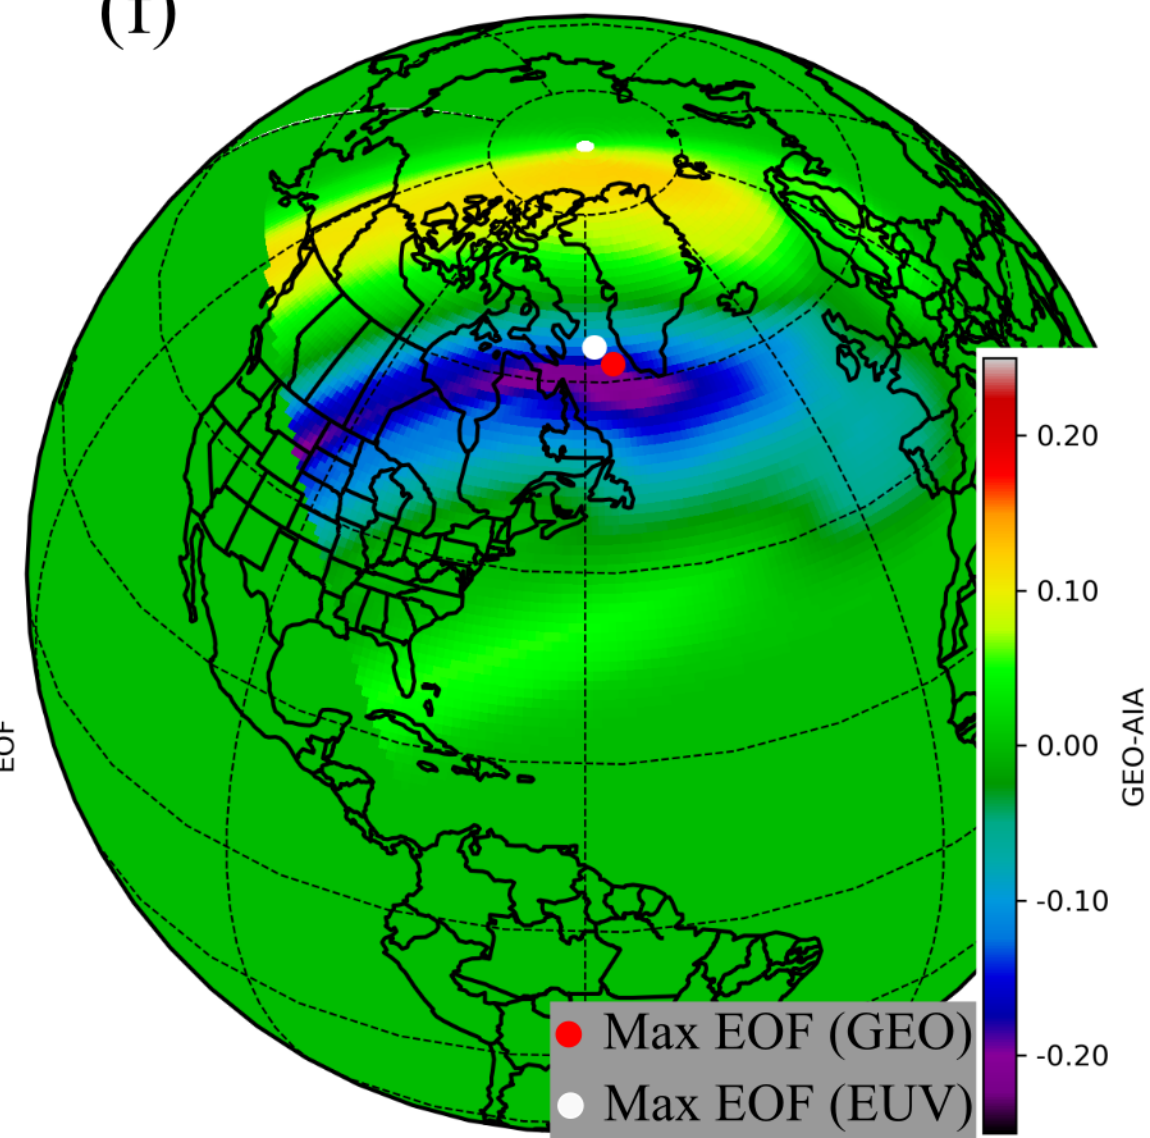 (f)
EOF
0.20
0.10
0.00
-0.10
-0.20
GEO-AIA
Max EOF (GEO)
Max EOF (EUV)